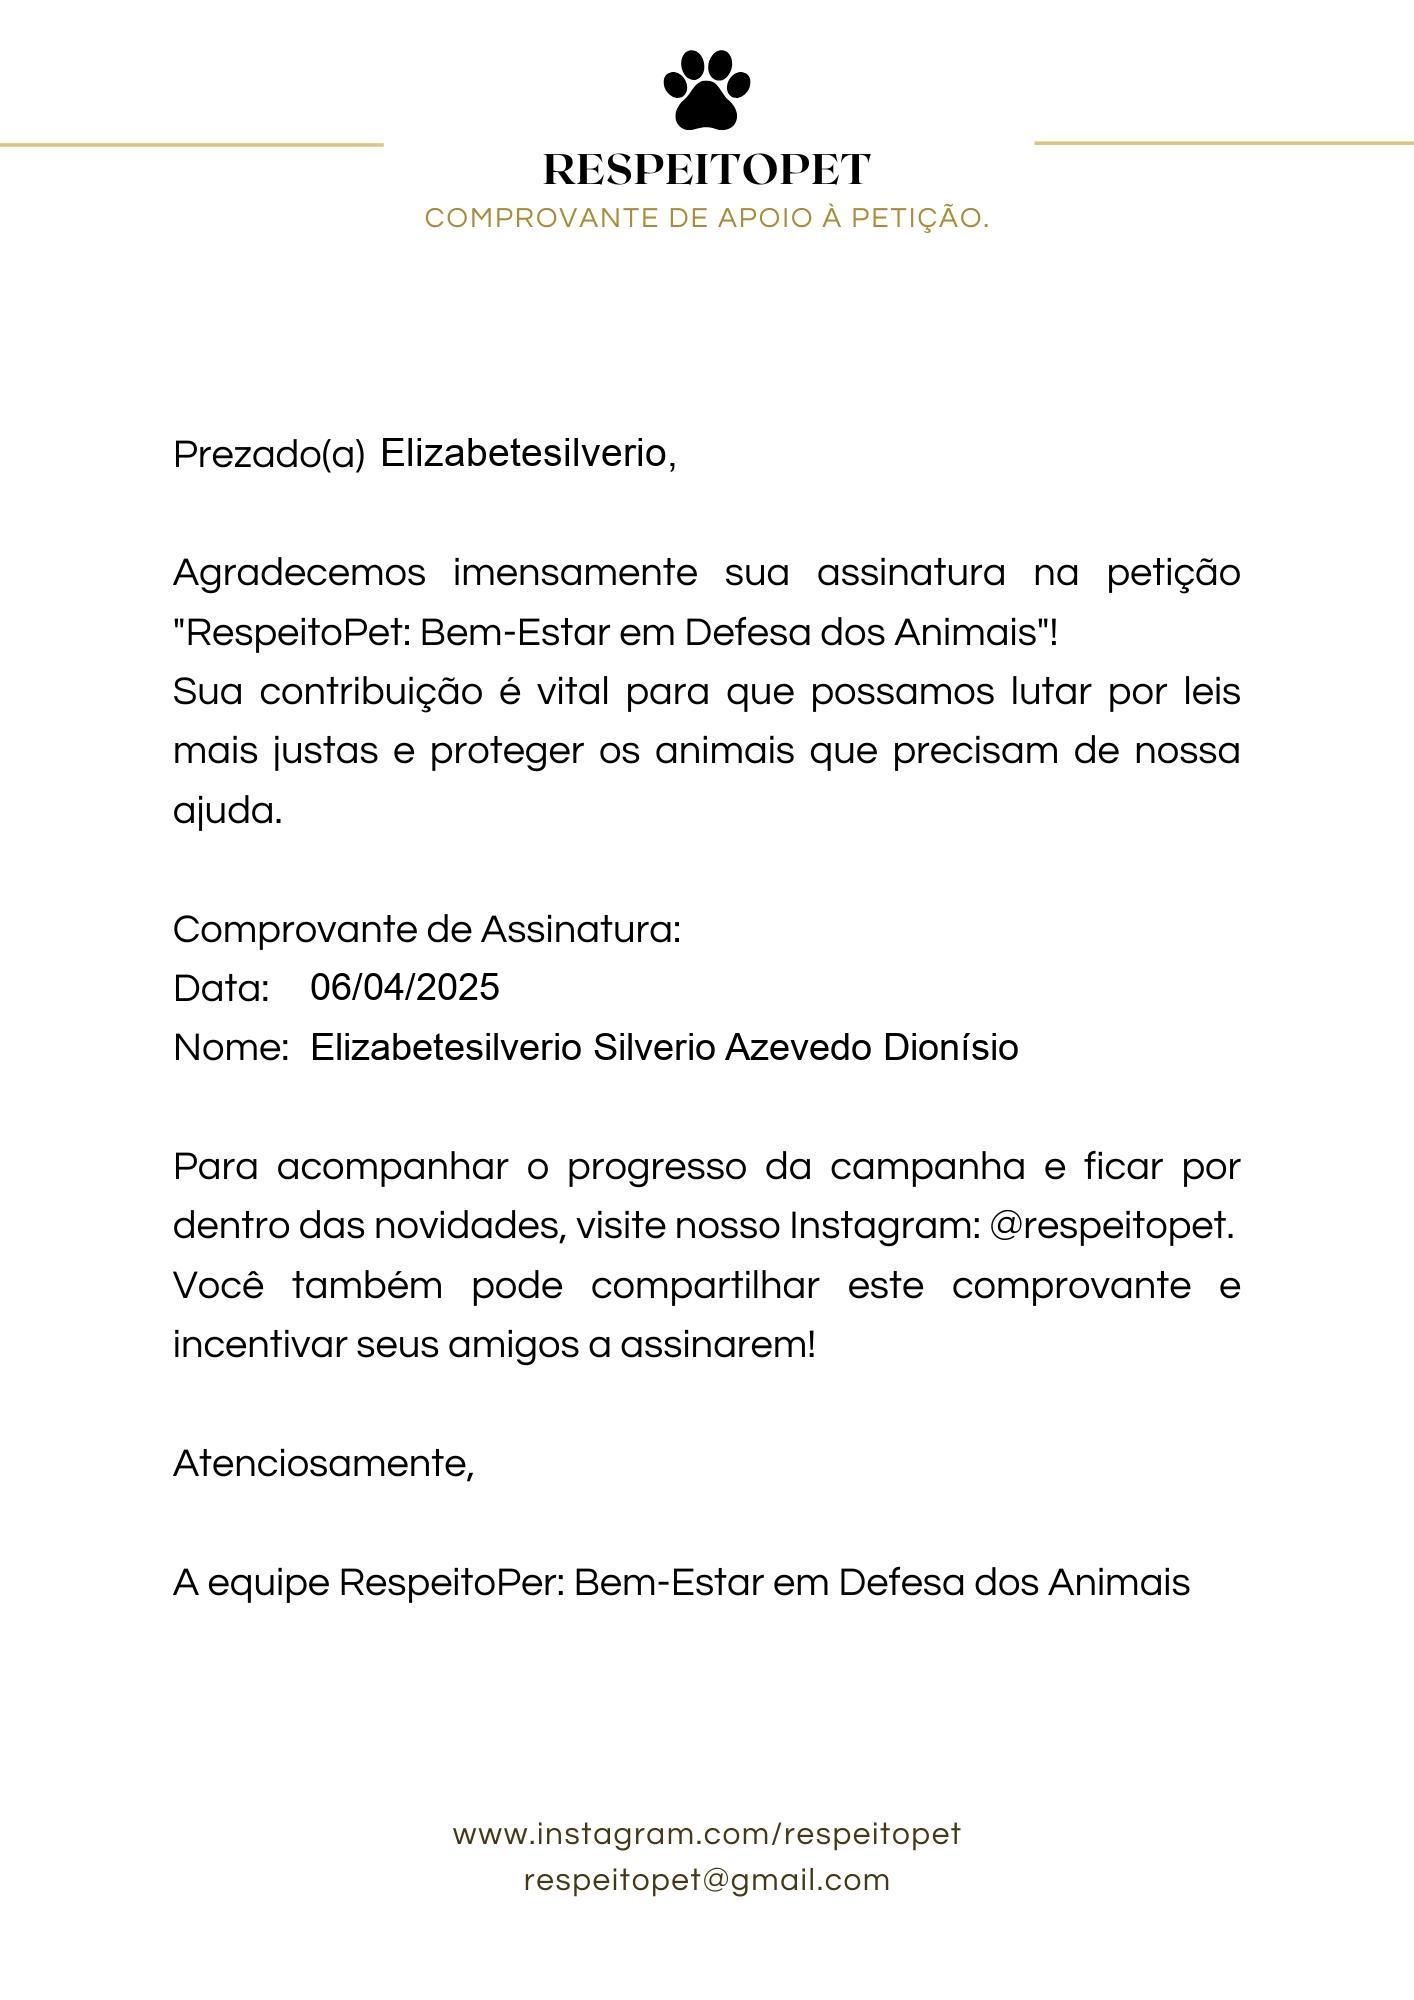 RESPEITOPET
COMPROVANTE DE APOIO À PETIÇÃO.
Prezado(a) Elizabetesilverio,
Agradecemos imensamente sua assinatura na petição
"RespeitoPet: Bem-Estar em Defesa dos Animais"!
Sua contribuição é vital para que possamos lutar por leis
mais justas e proteger os animais que precisam de nossa
ajuda.
Comprovante de Assinatura:
Data: 06/04/2025
Nome: Elizabetesilverio Silverio Azevedo Dionísio
Para acompanhar o progresso da campanha e ficar por
dentro das novidades, visite nosso Instagram: @respeitopet.
Você também pode compartilhar este comprovante e
incentivar seus amigos a assinarem!
Atenciosamente,
A equipe RespeitoPer: Bem-Estar em Defesa dos Animais
www.instagram.com/respeitopet
respeitopet@gmail.com